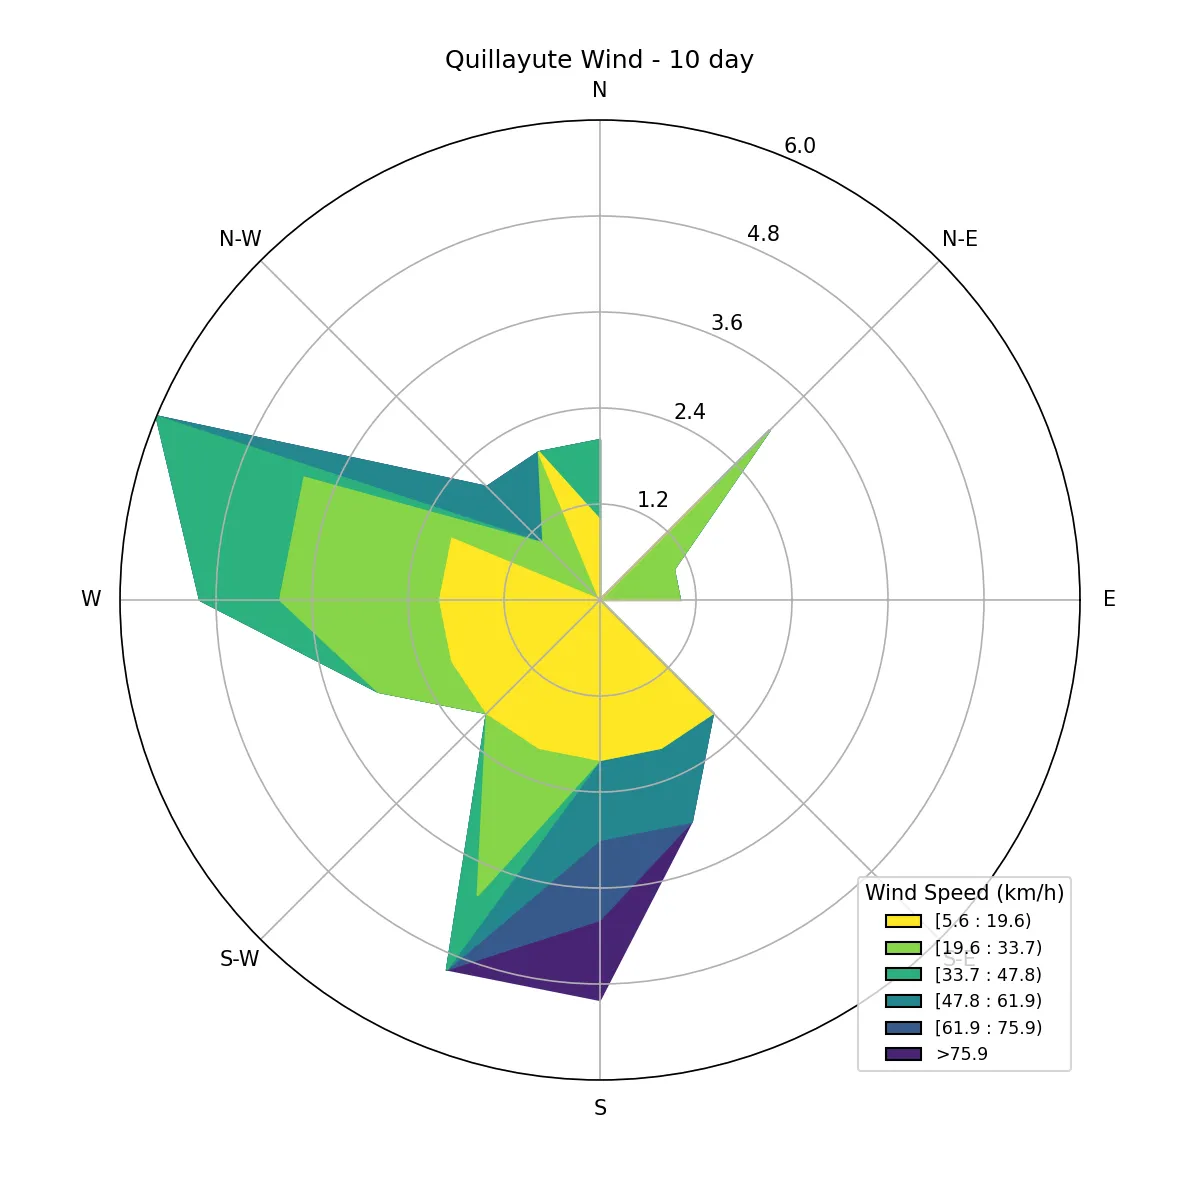 Quillayute Wind - 10 day
N
6.0
N-W
4.8
N-E
3.6
2.4
1.2
W
E
S-W
S-E
S
Wind Speed (km/h)
[5.6 : 19.6)
[19.6 : 33.7)
[33.7 : 47.8)
[47.8 : 61.9)
[61.9 : 75.9)
>75.9